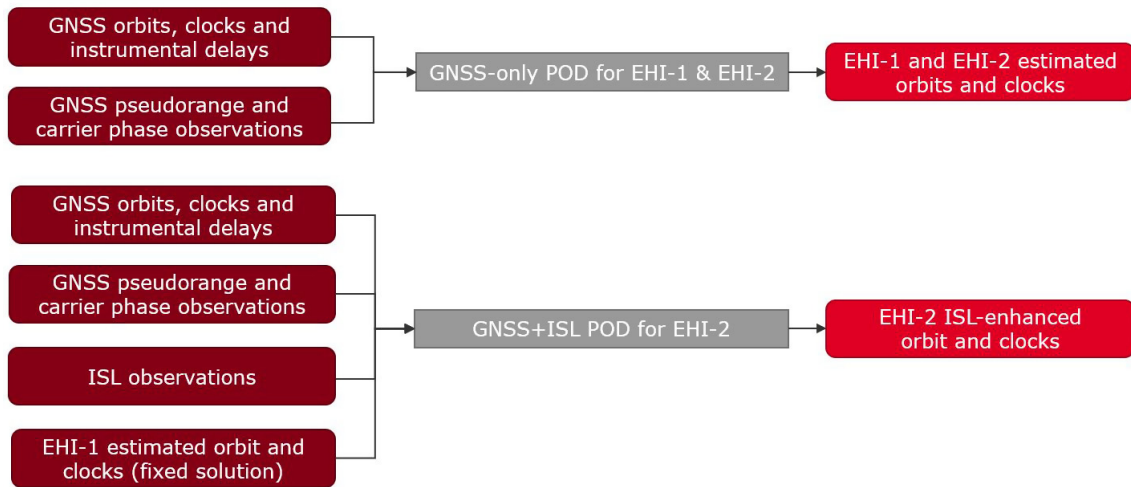 GNSS orbits, clocks and
instrumental delays
GNSS pseudorange and
carrier phase observations
GNSS-only POD for EHI-1 & EHI-2
EHI-1 and EHI-2 estimated
orbits and clocks
GNSS orbits, clocks and
instrumental delays
GNSS pseudorange and
carrier phase observations
ISL observations
EHI-1 estimated orbit and
clocks (fixed solution)
GNSS+ISL POD for EHI-2
EHI-2 ISL-enhanced
orbit and clocks